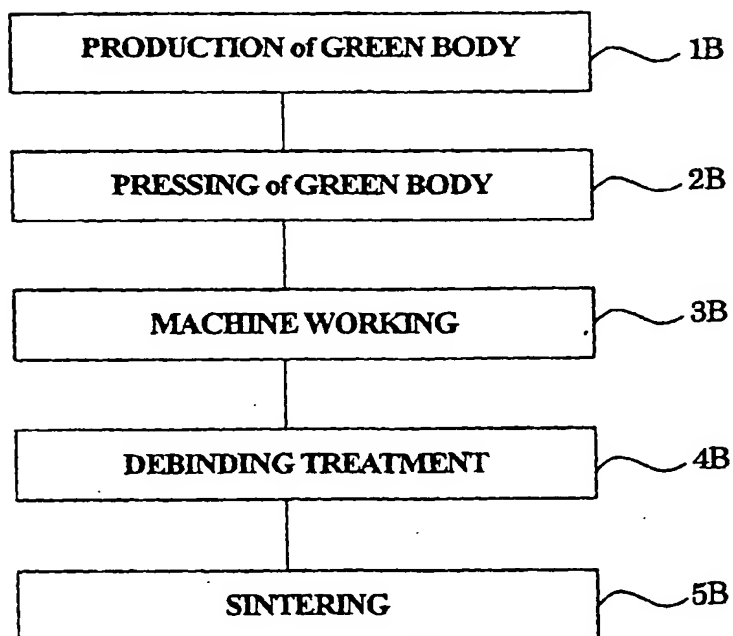 PRODUCTION of GREEN BODY 1B
PRESSING of GREEN BODY 2B
MACHINE WORKING 3B
DEBINDING TREATMENT 4B
SINTERING 5B